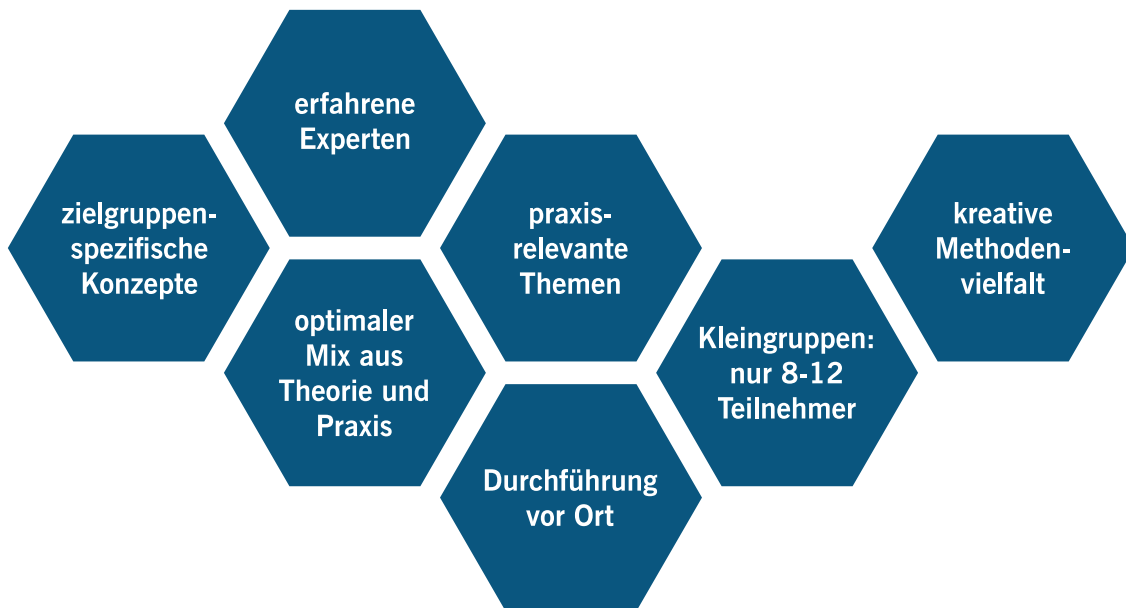 erfahrene
Experten
zielgruppen-
spezifische
Konzepte
praxis-
relevante
Themen
kreative
Methoden-
vielfalt
optimaler
Mix aus
Theorie und
Praxis
Kleingruppen:
nur 8-12
Teilnehmer
Durchführung
vor Ort